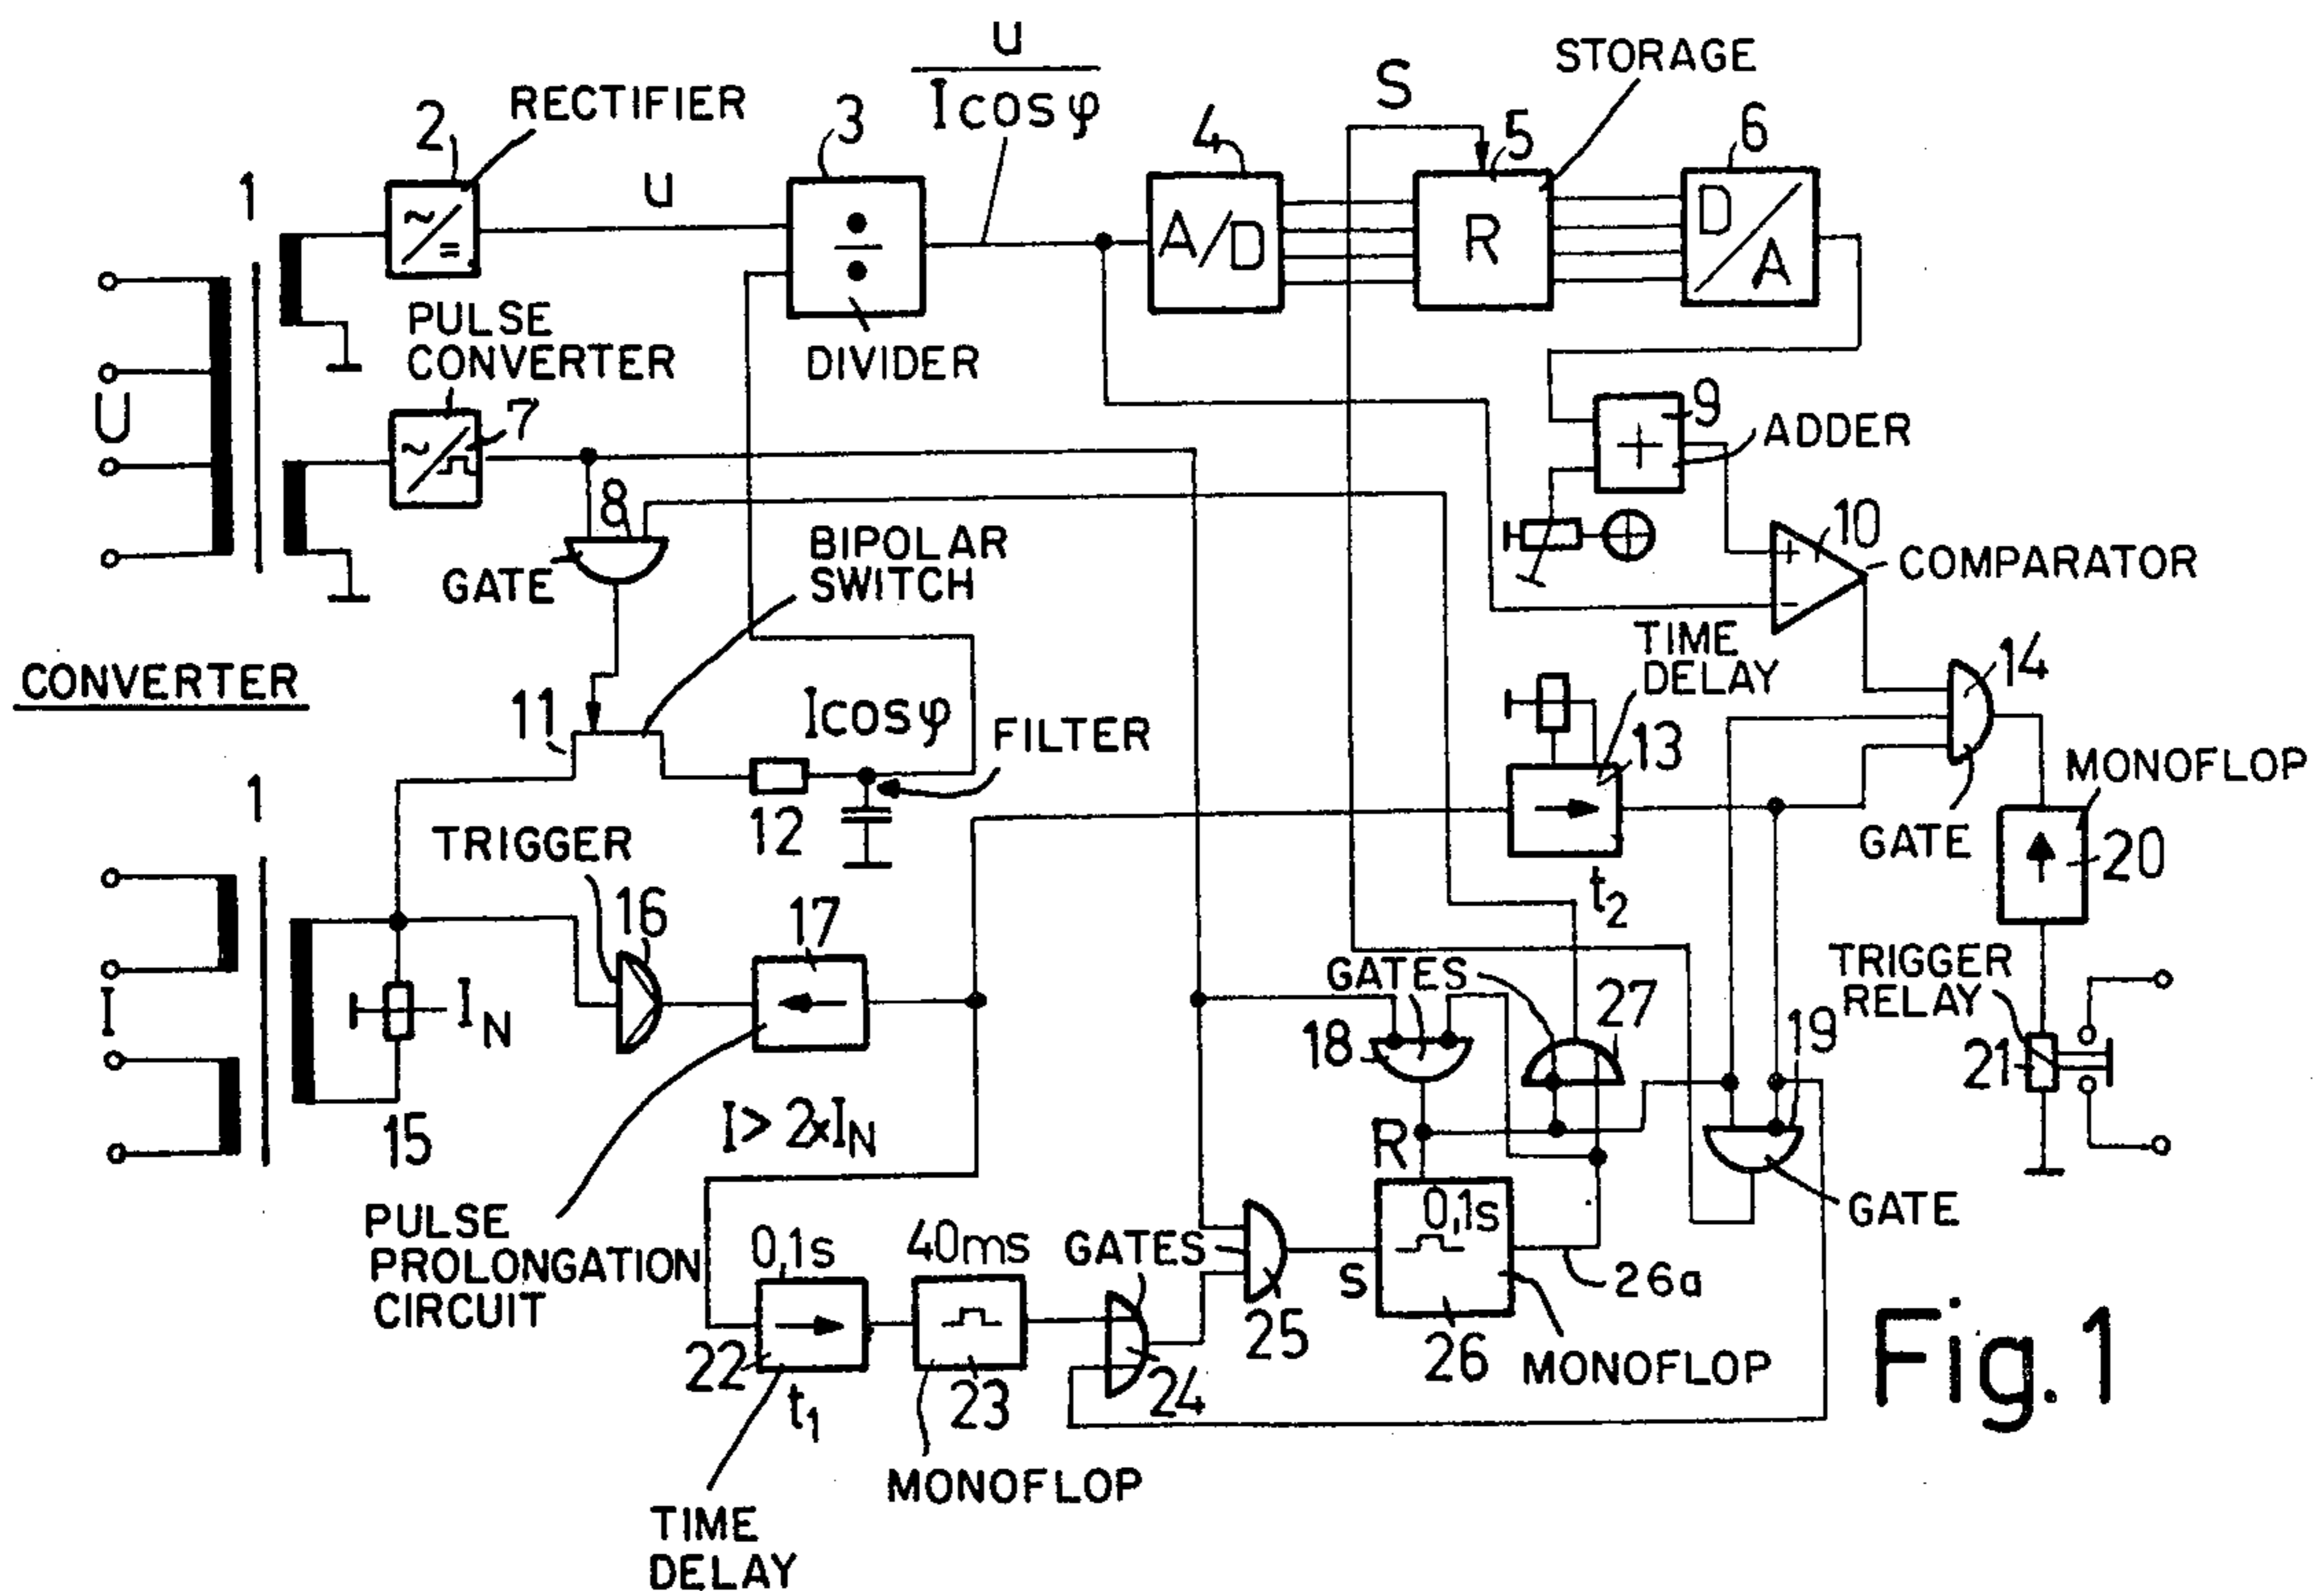 u
I cos φ
STORAGE
RECTIFIER
2
3
4
S
5
6
1
u
~
=
÷
A/D
R
D
A
PULSE
CONVERTER
DIVIDER
U
7
~
9
+
ADDER
8
GATE
BIPOLAR
SWITCH
10
+
-
COMPARATOR
TIME
DELAY
14
CONVERTER
11
I cos φ
FILTER
13
MONOFLOP
1
12
TRIGGER
GATE
20
16
17
t2
I
IN
GATES
18
27
19
TRIGGER
RELAY
21
15
I > 2xIN
R
GATE
PULSE
PROLONGATION
CIRCUIT
0,1s
40ms
GATES
25
0,1s
S
26a
26
MONOFLOP
22
t1
23
24
MONOFLOP
TIME
DELAY
Fig. 1